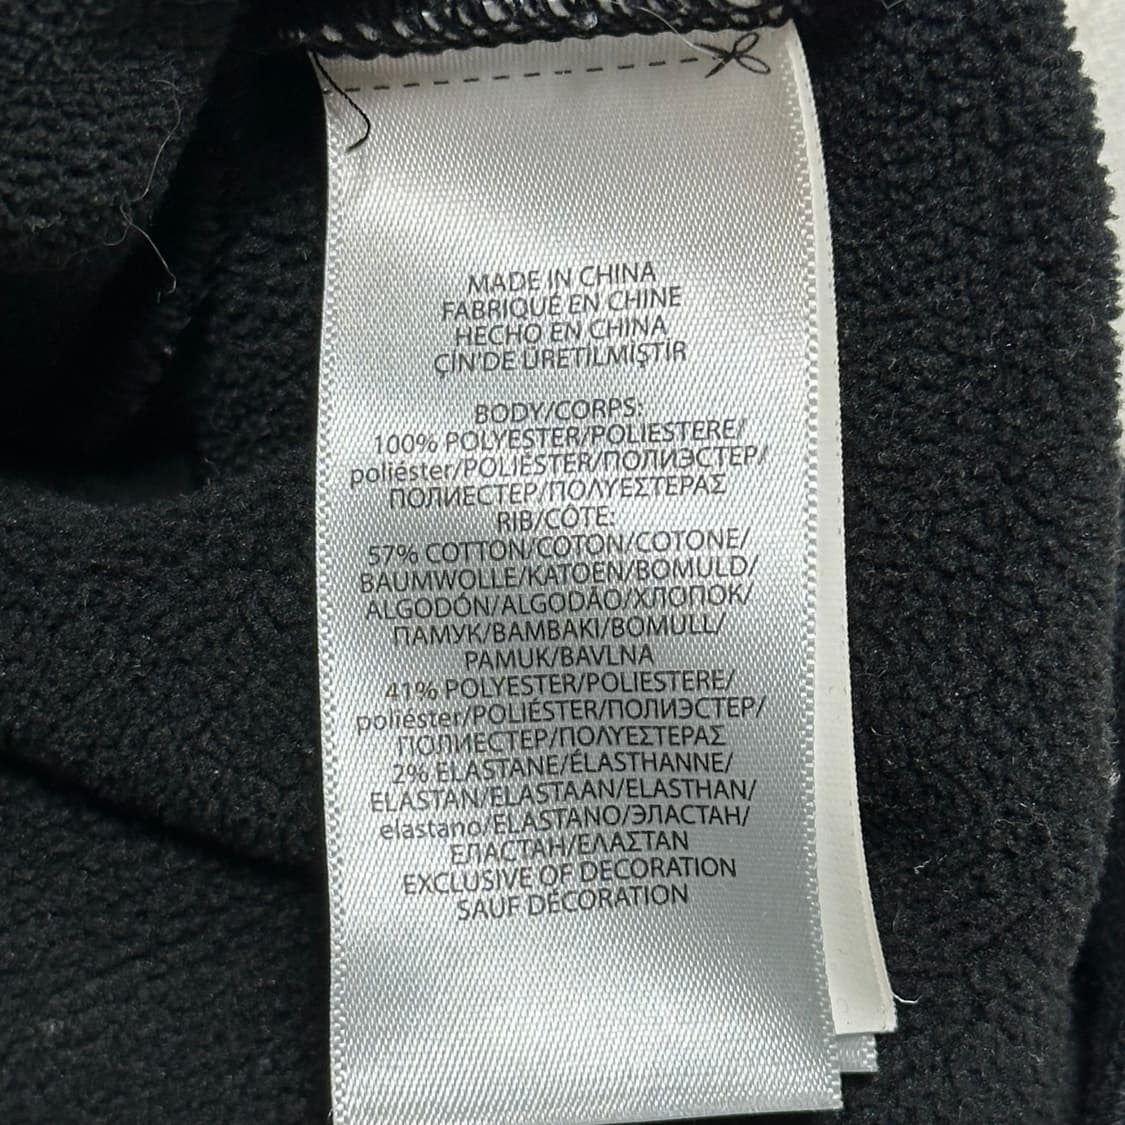 MADE IN CHINA
FABRIQUÉ EN CHINE
HECHO EN CHINA
ÇİN'DE ÜRETİLMİŞTİR
BODY/CORPS:
100% POLYESTER/POLIESTERE/
poliéster/POLIÉSTER/ПОЛИЭСТЕР/
ПОЛИЕСТЕР/ΠΟΛΥΕΣΤΕΡΑΣ
RIB/CÔTE:
57% COTTON/COTON/COTONE/
BAUMWOLLE/KATOEN/BOMULD/
ALGODÓN/ALGODÃO/ХЛОПОК/
ПАМУК/ΒΑΜΒΑΚΙ/BOMULL/
PAMUK/BAVLNA
41% POLYESTER/POLIESTERE/
poliéster/POLIÉSTER/ПОЛИЭСТЕР/
ПОЛИЕСТЕР/ΠΟΛΥΕΣΤΕΡΑΣ
2% ELASTANE/ÉLASTHANNE/
ELASTAN/ELASTAAN/ELASTHAN/
elastano/ELASTANO/ЭЛАСТАН/
ЕЛАСТАН/ΕΛΑΣΤΑΝ
EXCLUSIVE OF DECORATION
SAUF DÉCORATION